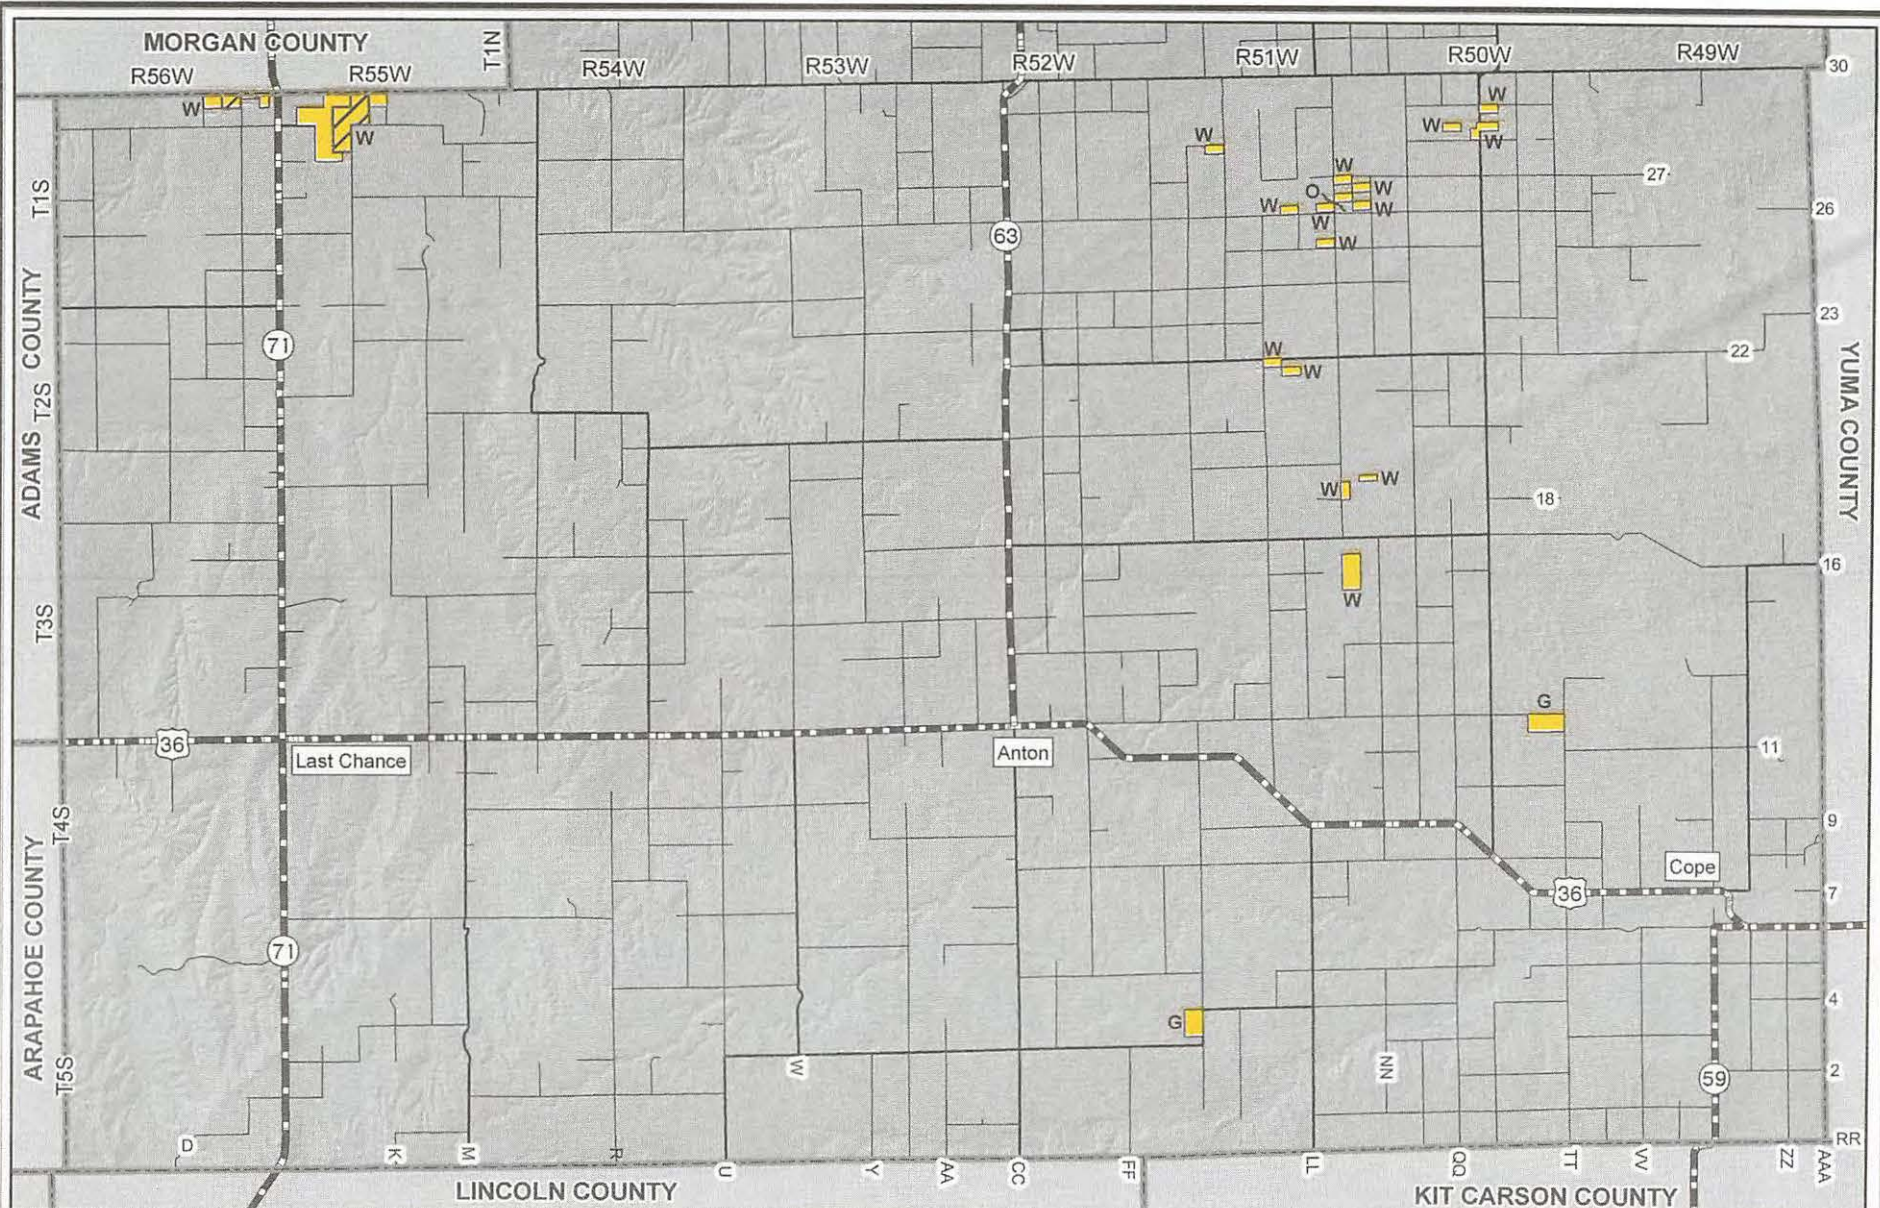 MORGAN COUNTY
T1N
R56W
R55W
R54W
R53W
R52W
R51W
R50W
R49W
30
W
W
W
W
W
W
W
T1S
27
W
W
O
W
W
W
W
26
63
ADAMS COUNTY
23
71
22
W
W
T2S
YUMA COUNTY
W
W
18
16
W
T3S
G
36
Last Chance
Anton
11
T4S
9
Cope
36
7
ARAPAHOE COUNTY
71
4
G
T5S
W
NN
59
2
D
K
M
R
U
Y
AA
CC
FF
LL
QQ
TT
VV
ZZ
AAA
RR
LINCOLN COUNTY
KIT CARSON COUNTY